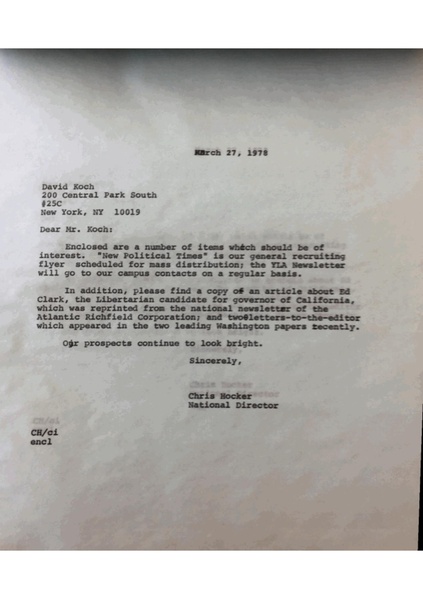 March 27, 1978
David Koch
200 Central Park South
#25C
New York, NY 10019
Dear Mr. Koch:
Enclosed are a number of items which should be of
interest. "New Political Times" is our general recruiting
flyer scheduled for mass distribution; the YLA Newsletter
will go to our campus contacts on a regular basis.
In addition, please find a copy of an article about Ed
Clark, the Libertarian candidate for governor of California,
which was reprinted from the national newsletter of the
Atlantic Richfield Corporation; and two letters-to-the-editor
which appeared in the two leading Washington papers recently.
Our prospects continue to look bright.
Sincerely,
Chris Hocker
National Director
CH/ci
encl